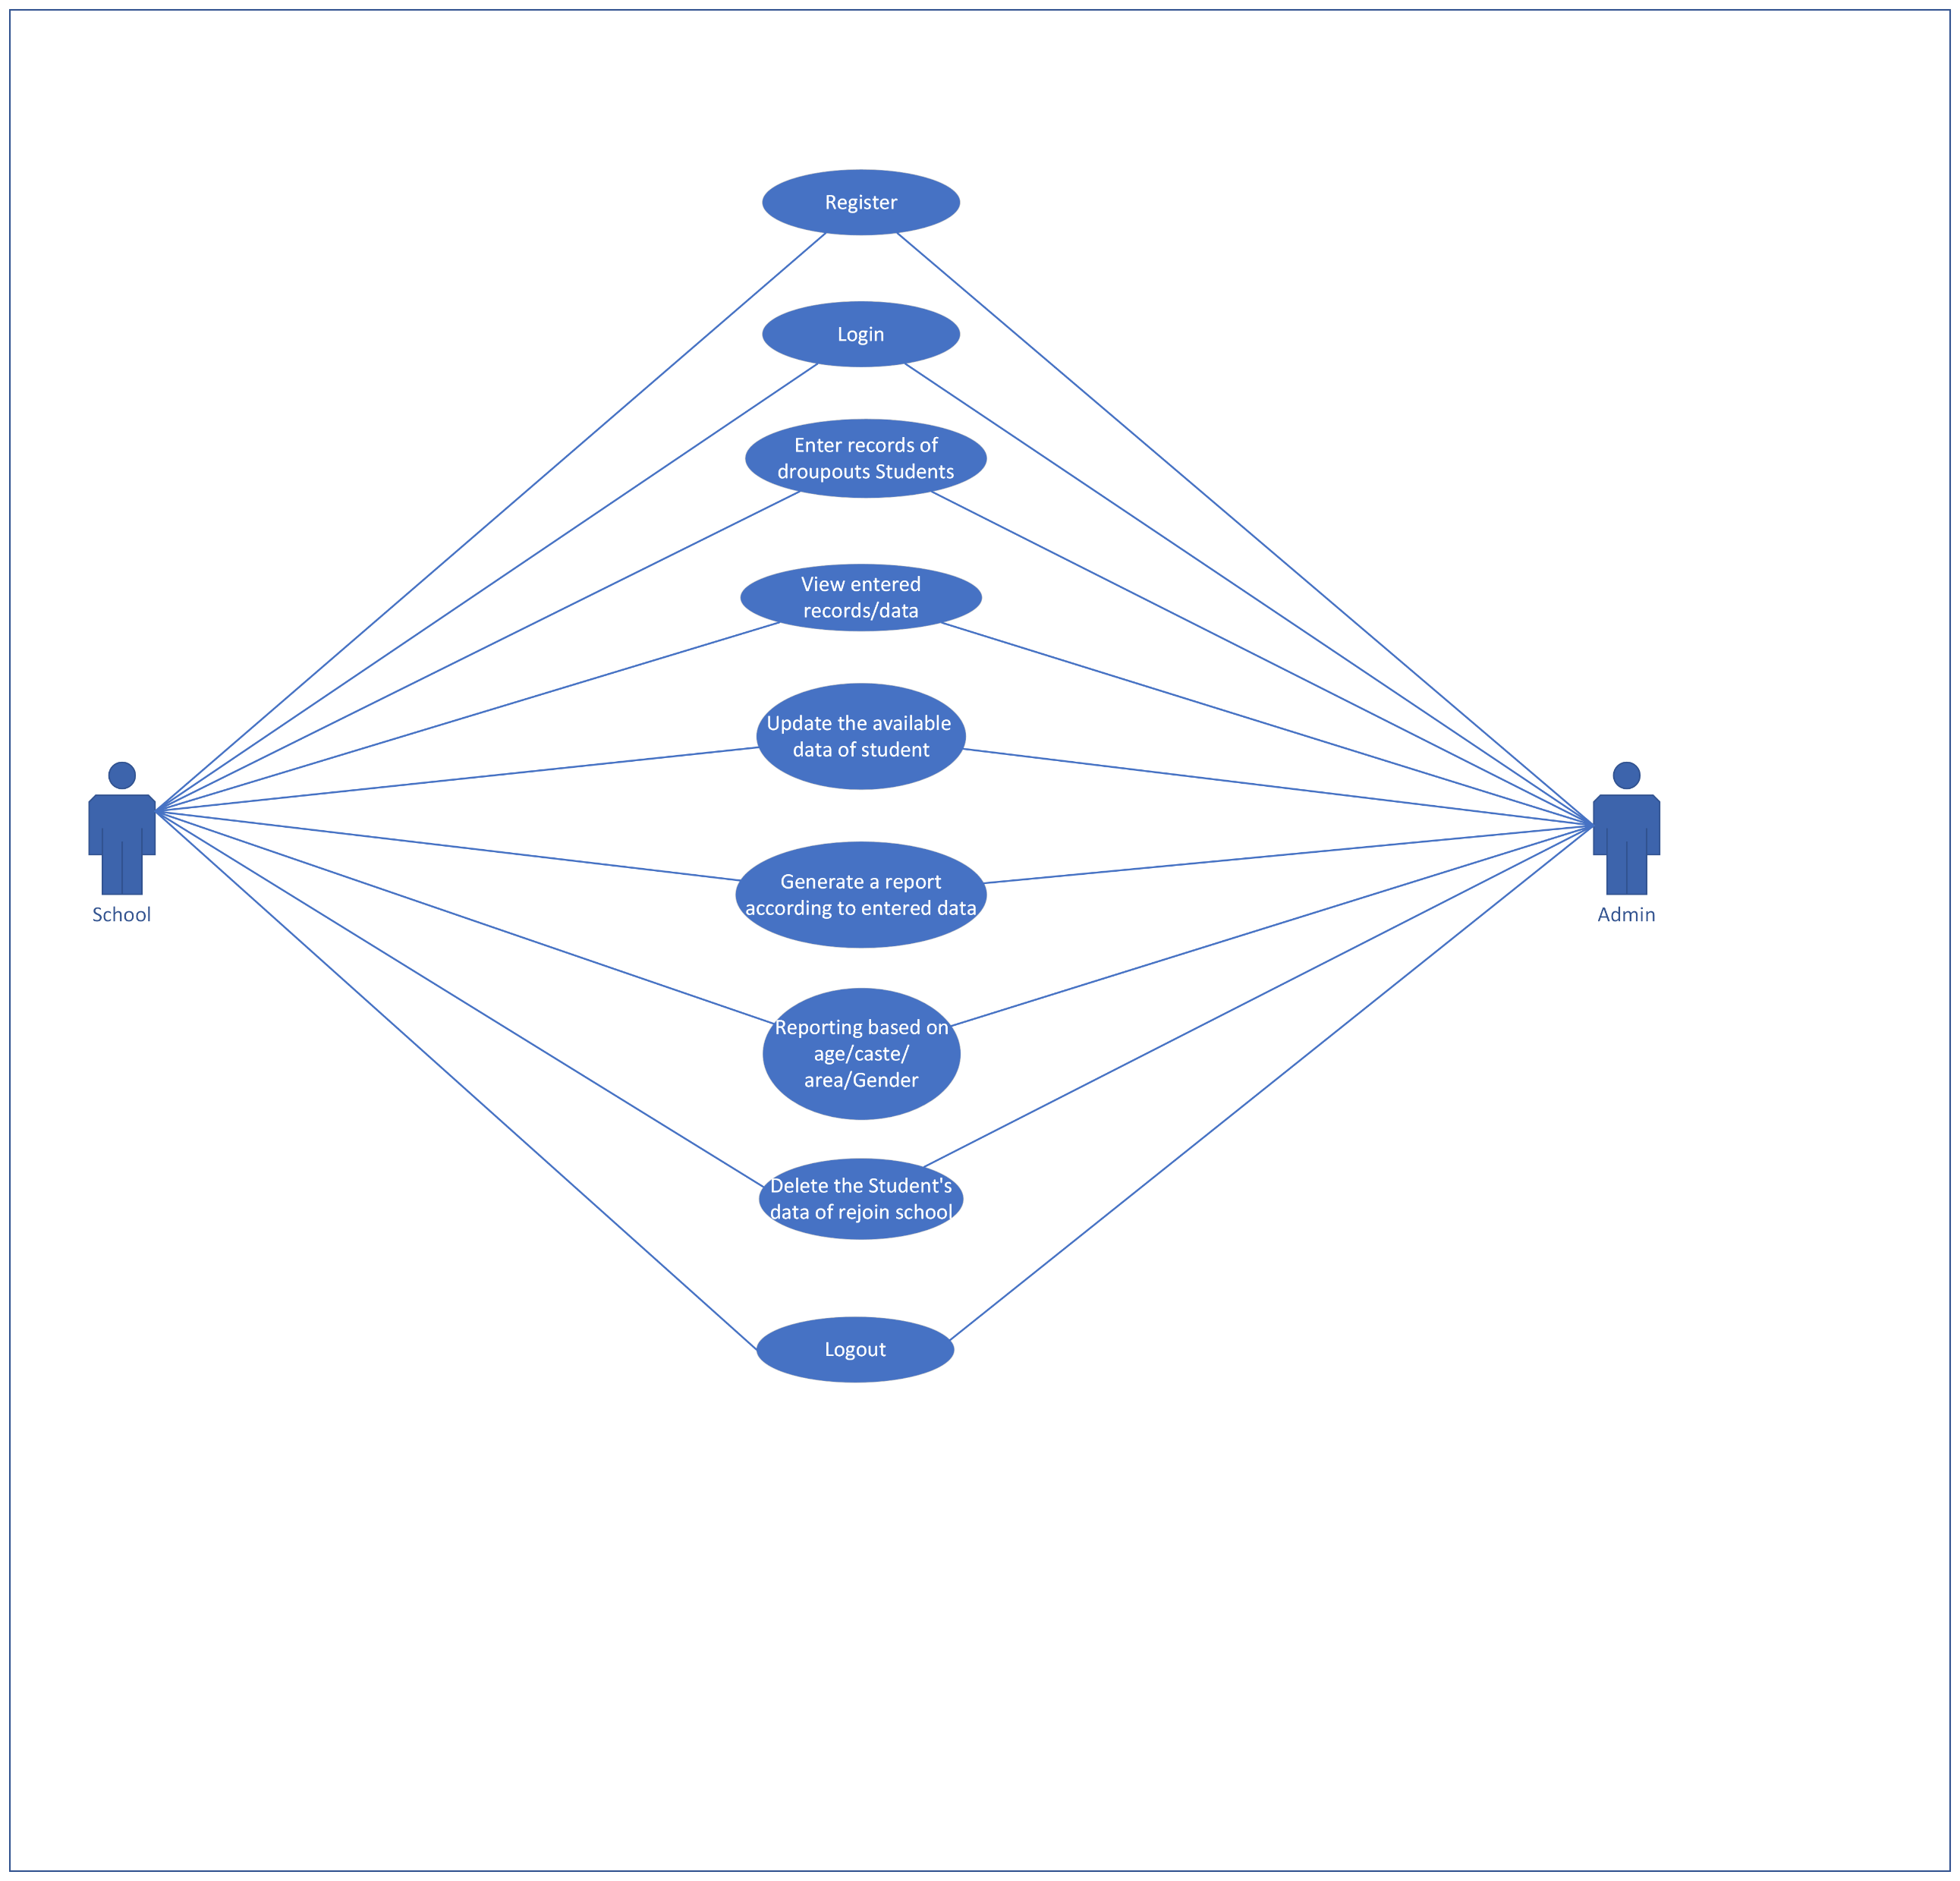 Register
Login
Enter records of
droupouts Students
View entered
records/data
Update the available
data of student
Generate a report
according to entered data
School
Admin
Reporting based on
age/caste/
area/Gender
Delete the Student's
data of rejoin school
Logout